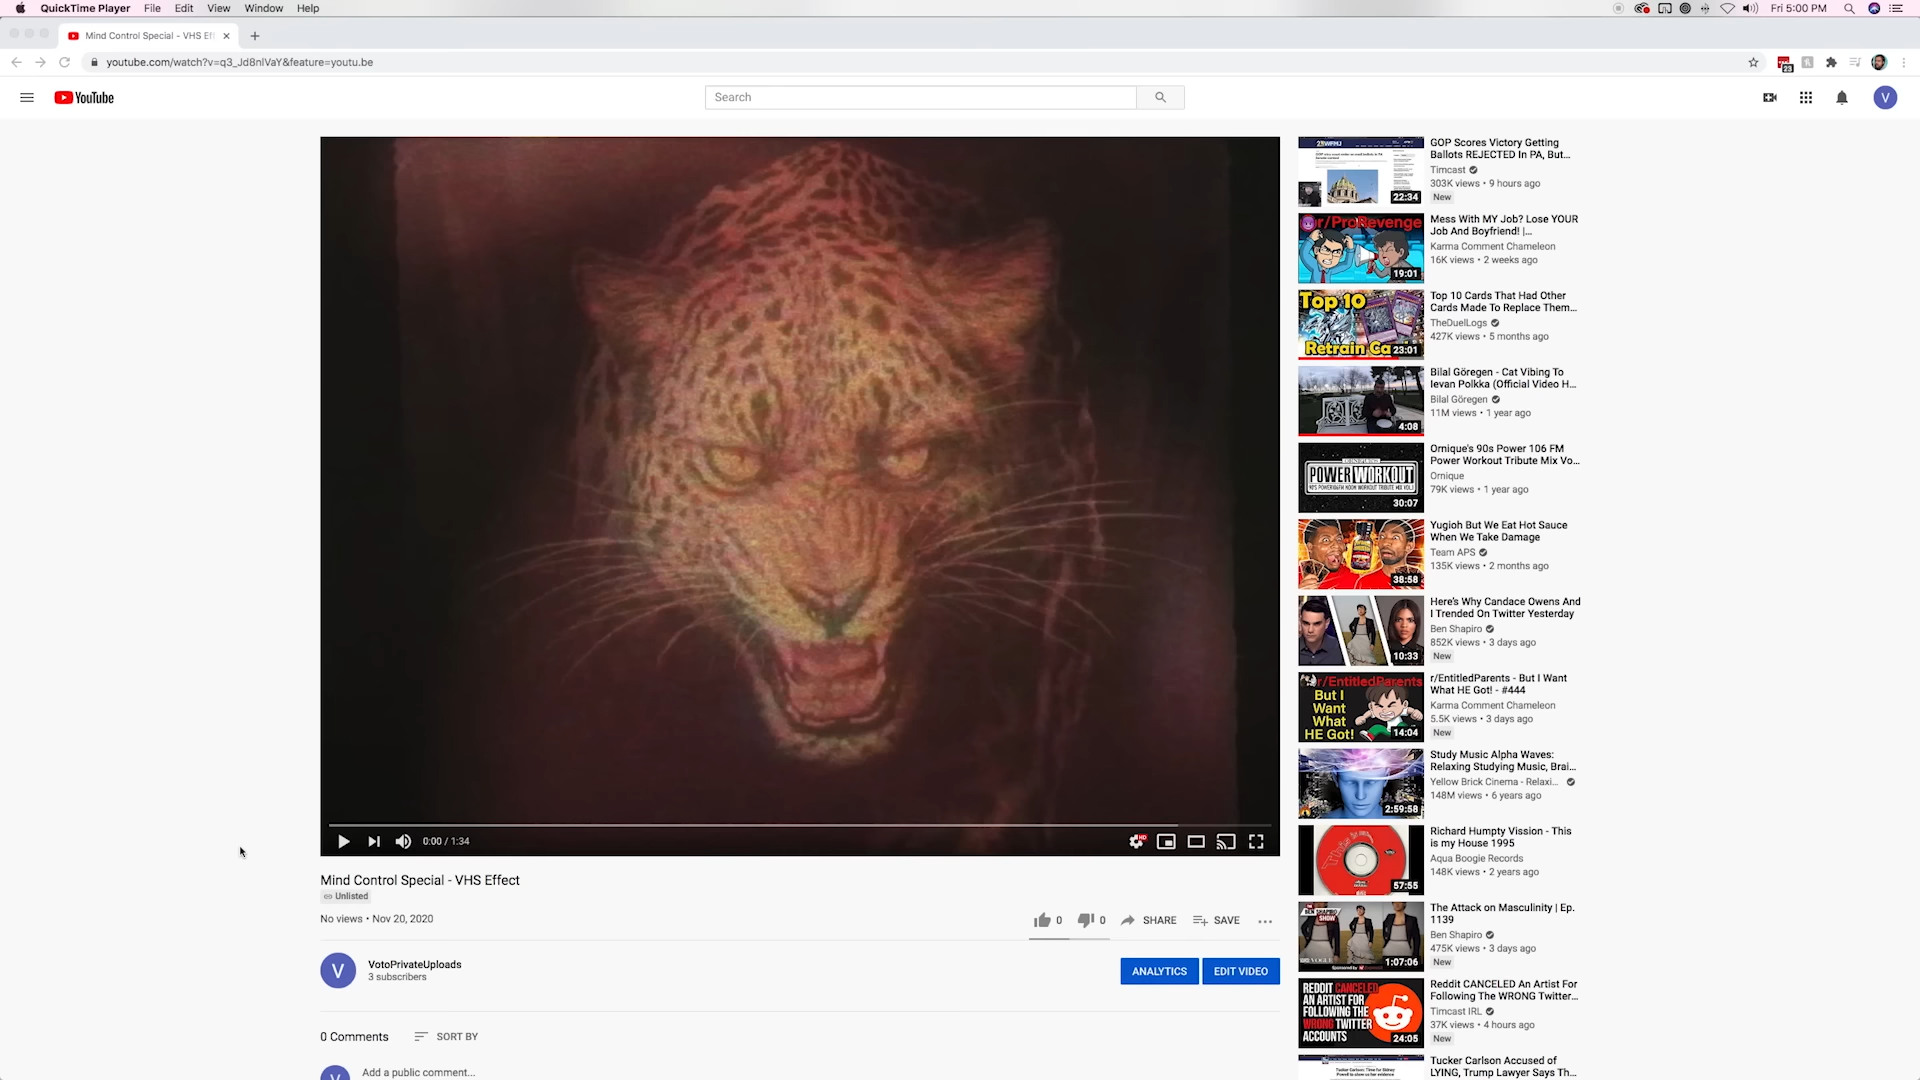 QuickTime Player File Edit View Window Help
Fri 5:00 PM
Mind Control Special - VHS Ef
youtube.com/watch?v=q3_Jd8nlVaY&feature=youtu.be
23
YouTube
Search
V
0:00 / 1:34
HD
Mind Control Special - VHS Effect
Unlisted
No views • Nov 20, 2020
0
0
SHARE
SAVE
V
VotoPrivateUploads
3 subscribers
ANALYTICS
EDIT VIDEO
0 Comments
SORT BY
V
Add a public comment...
22:34
GOP Scores Victory Getting
Ballots REJECTED In PA, But...
Timcast
303K views • 9 hours ago
New
r/ProRevenge
19:01
Mess With MY Job? Lose YOUR
Job And Boyfriend! |...
Karma Comment Chameleon
16K views • 2 weeks ago
Top 10
Retrain Ca
23:01
Top 10 Cards That Had Other
Cards Made To Replace Them...
TheDuelLogs
427K views • 5 months ago
4:08
Bilal Göregen - Cat Vibing To
Ievan Polkka (Official Video H...
Bilal Göregen
11M views • 1 year ago
POWER WORKOUT
30:07
Ornique's 90s Power 106 FM
Power Workout Tribute Mix Vo...
Ornique
79K views • 1 year ago
38:58
Yugioh But We Eat Hot Sauce
When We Take Damage
Team APS
135K views • 2 months ago
10:33
Here's Why Candace Owens And
I Trended On Twitter Yesterday
Ben Shapiro
852K views • 3 days ago
New
r/EntitledParents
But I
Want
What
HE Got!
14:04
r/EntitledParents - But I Want
What HE Got! - #444
Karma Comment Chameleon
5.5K views • 3 days ago
New
2:59:58
Study Music Alpha Waves:
Relaxing Studying Music, Brai...
Yellow Brick Cinema - Relaxi...
148M views • 6 years ago
57:55
Richard Humpty Vission - This
is my House 1995
Aqua Boogie Records
148K views • 2 years ago
BEN SHAPIRO
SHOW
1:07:06
The Attack on Masculinity | Ep.
1139
Ben Shapiro
475K views • 3 days ago
New
REDDIT CANCELED
AN ARTIST FOR
FOLLOWING THE
WRONG TWITTER
ACCOUNTS
24:05
Reddit CANCELED An Artist For
Following The WRONG Twitter...
Timcast IRL
37K views • 4 hours ago
New
Tucker Carlson Accused of
LYING, Trump Lawyer Says Th...